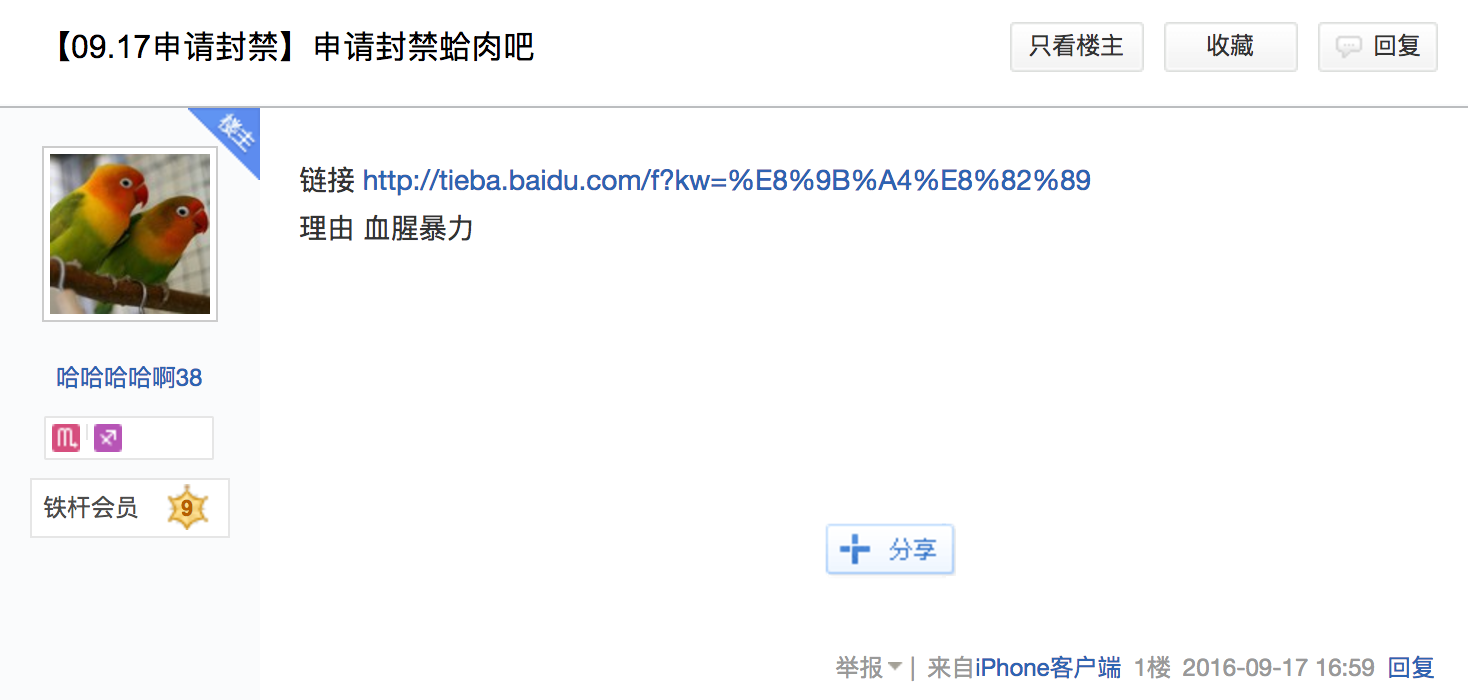 【09.17申请封禁】申请封禁蛤肉吧
只看楼主
收藏
回复
楼主
链接 http://tieba.baidu.com/f?kw=%E8%9B%A4%E8%82%89
理由 血腥暴力
哈哈哈哈啊38
铁杆会员 9
分享
举报 | 来自iPhone客户端 1楼 2016-09-17 16:59 回复